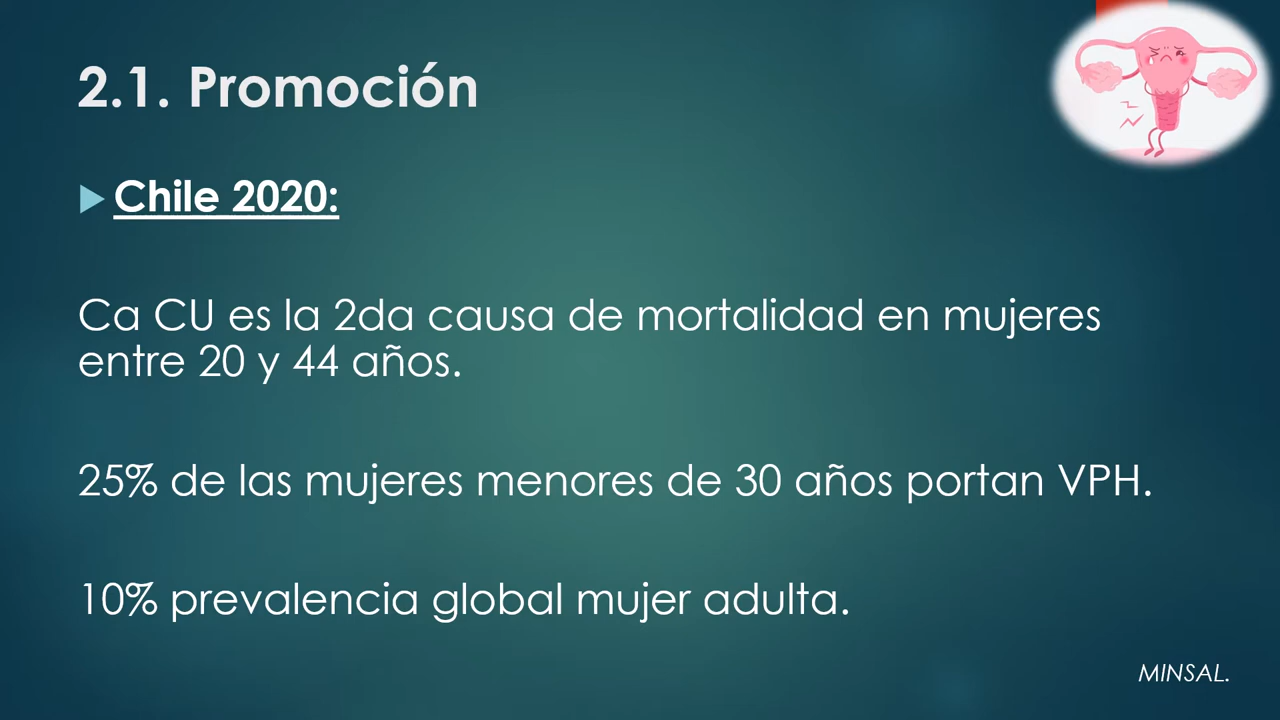 2.1. Promoción
Chile 2020:
Ca CU es la 2da causa de mortalidad en mujeres
entre 20 y 44 años.
25% de las mujeres menores de 30 años portan VPH.
10% prevalencia global mujer adulta.
MINSAL.